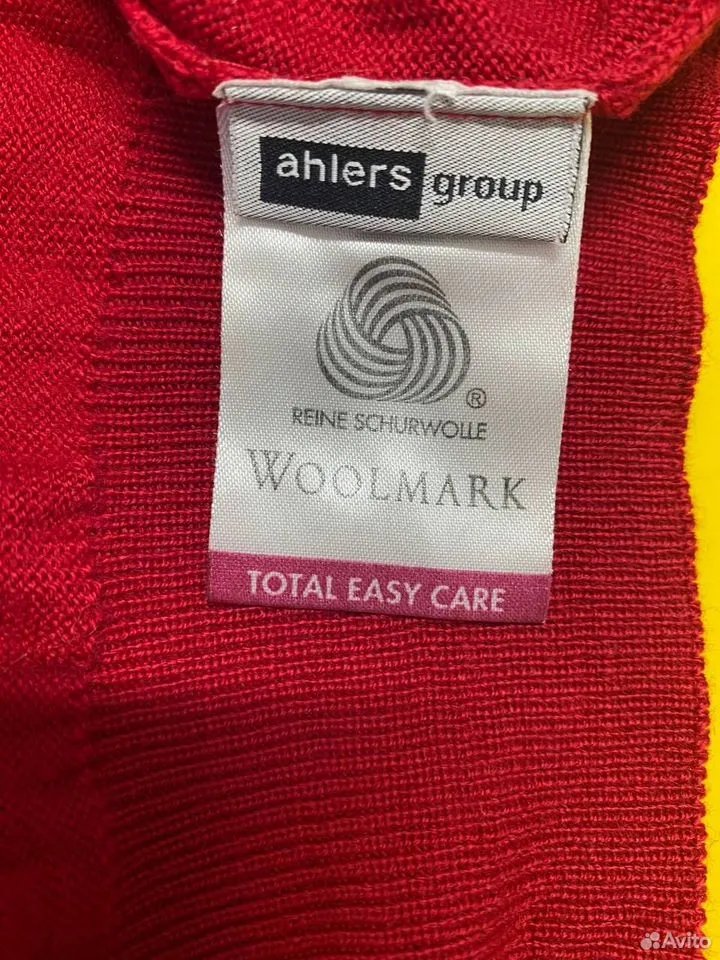 ahlers group
®
REINE SCHURWOLLE
WOOLMARK
TOTAL EASY CARE
Avito